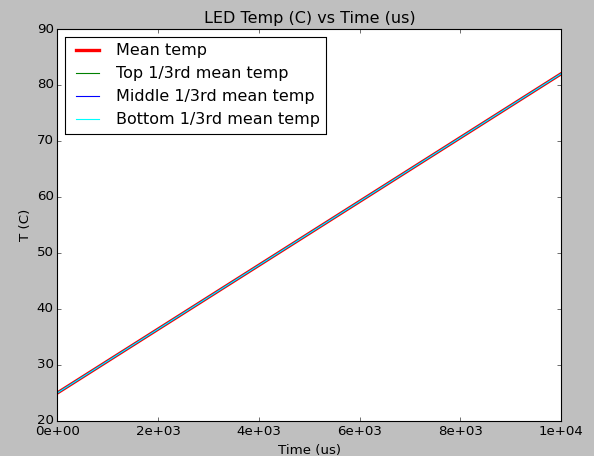 LED Temp (C) vs Time (us)
90
80
70
60
50
40
30
20
T (C)
Mean temp
Top 1/3rd mean temp
Middle 1/3rd mean temp
Bottom 1/3rd mean temp
0e+00 2e+03 4e+03 6e+03 8e+03 1e+04
Time (us)